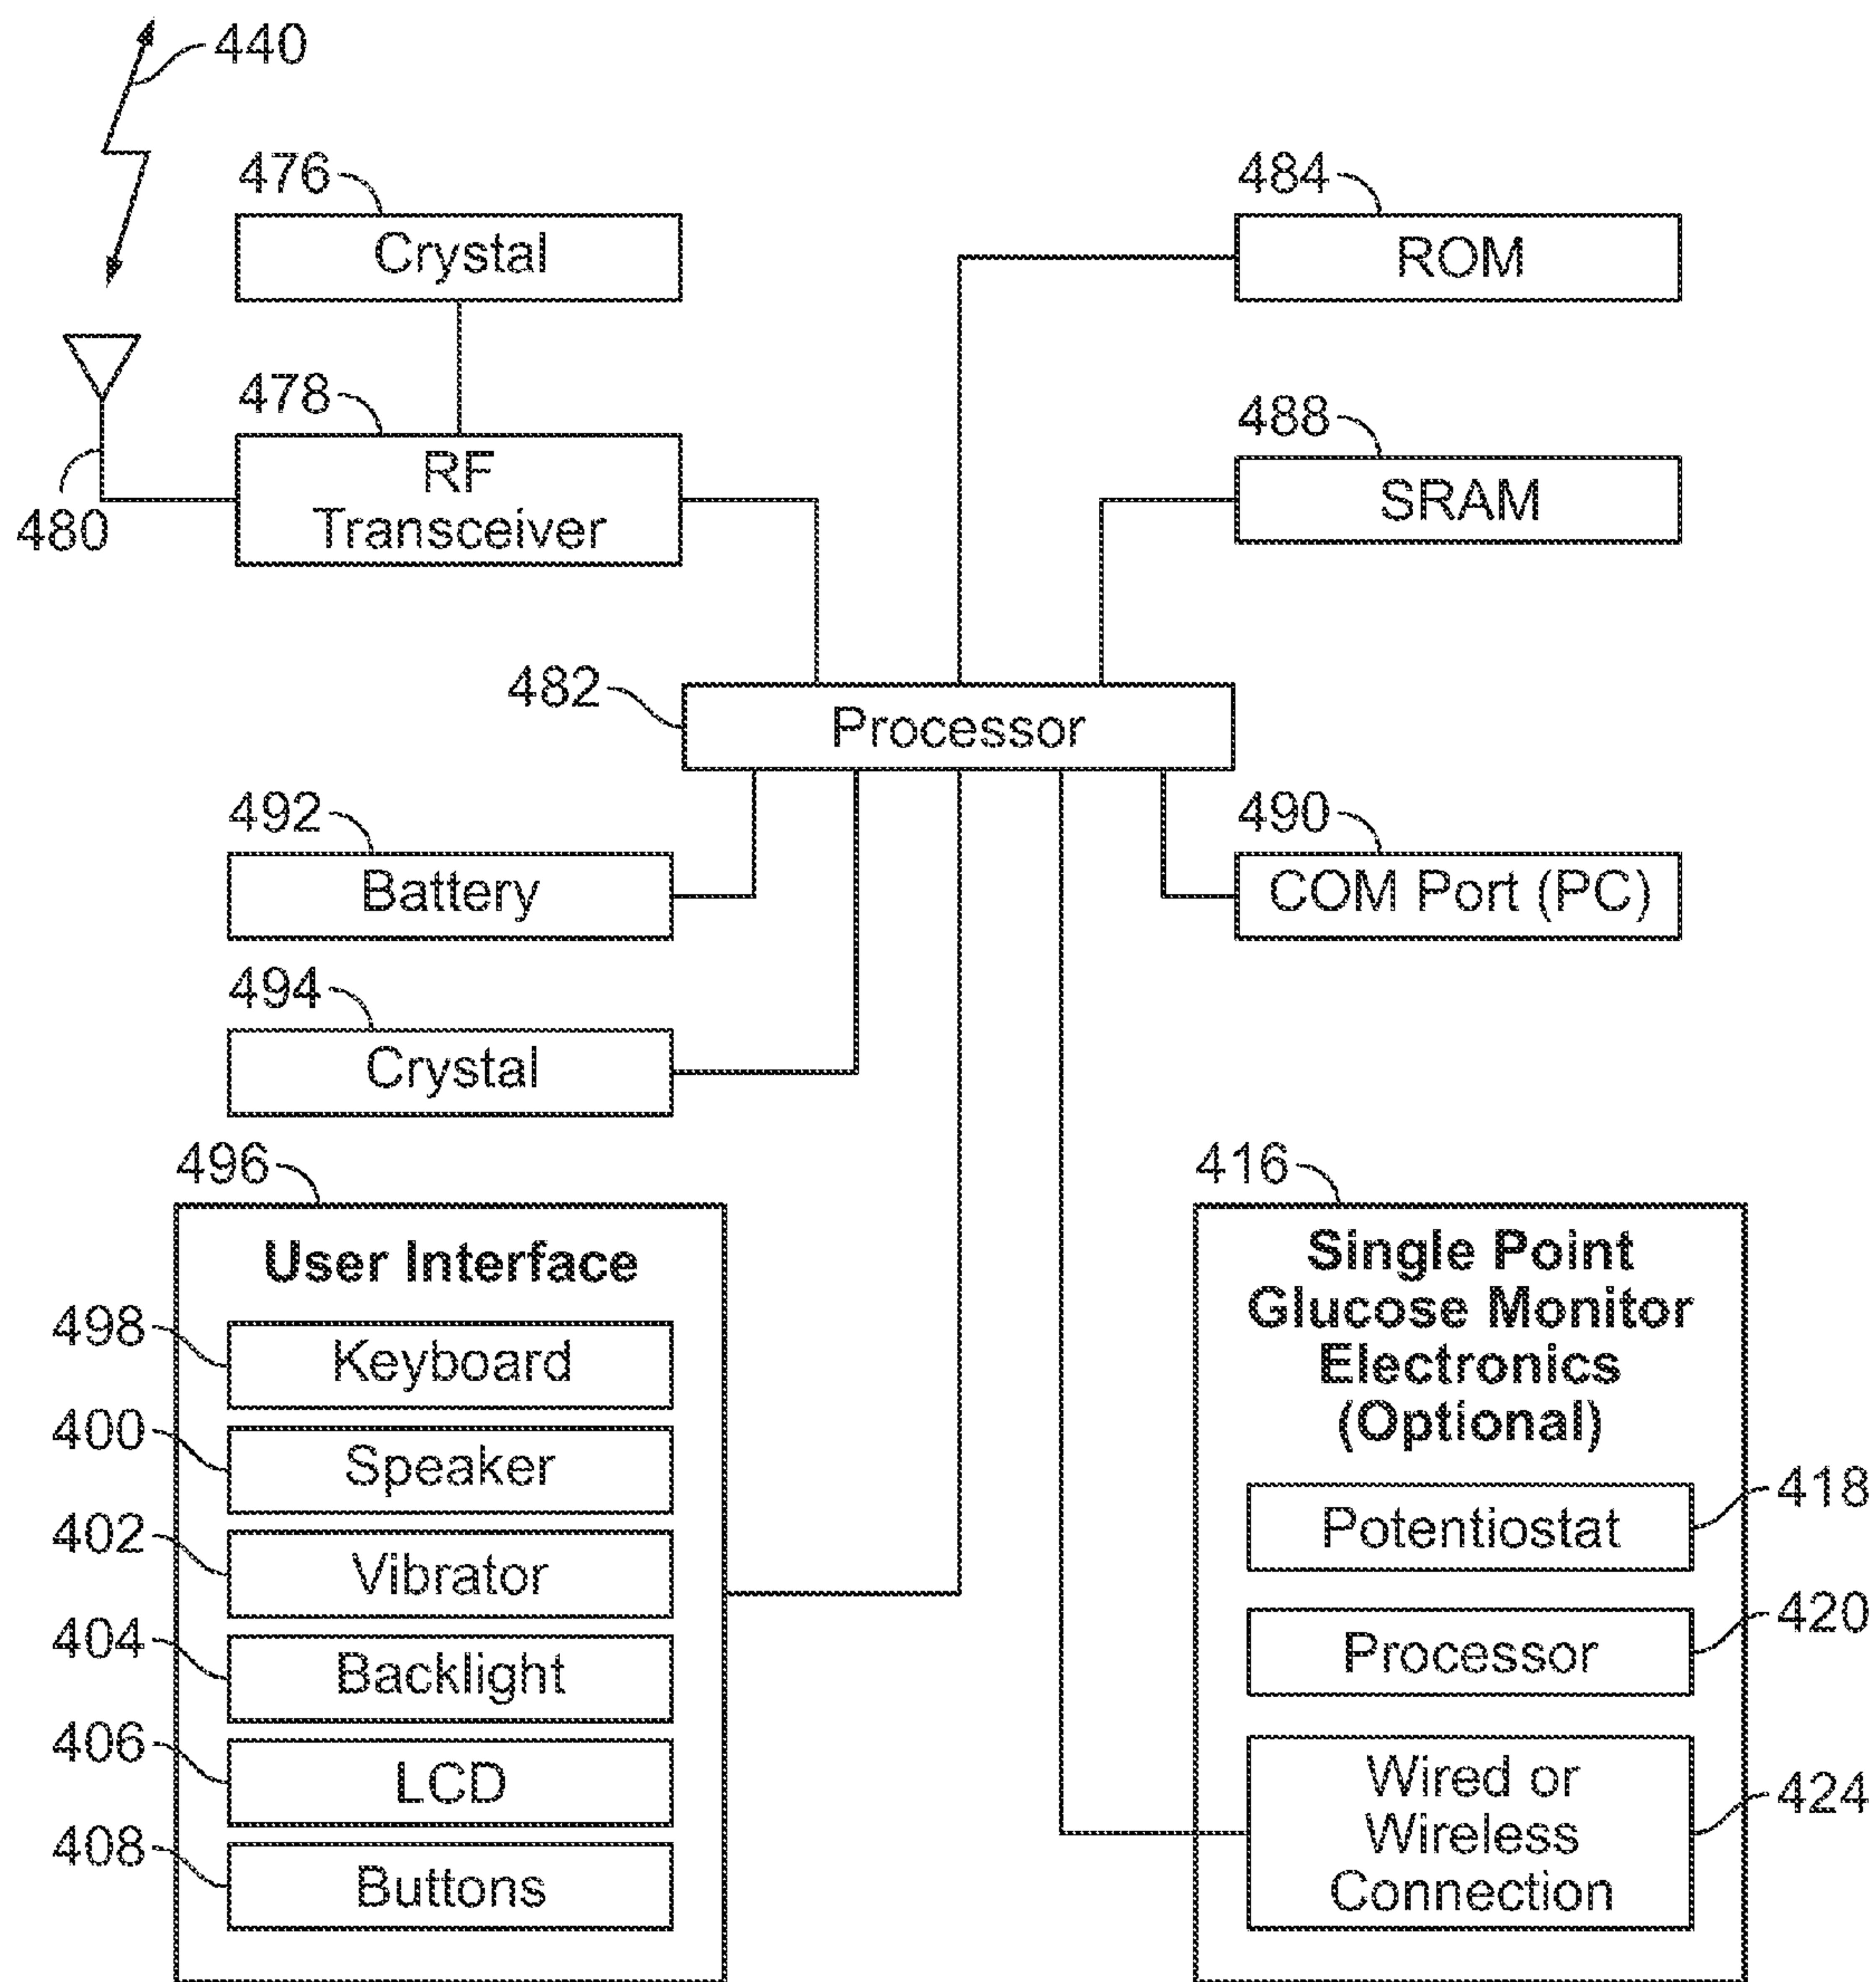 440
476
Crystal
484
ROM
478
RF
Transceiver
480
488
SRAM
482
Processor
492
Battery
490
COM Port (PC)
494
Crystal
496
User Interface
498
Keyboard
400
Speaker
402
Vibrator
404
Backlight
406
LCD
408
Buttons
416
Single Point
Glucose Monitor
Electronics
(Optional)
Potentiostat
418
Processor
420
Wired or
Wireless
Connection
424